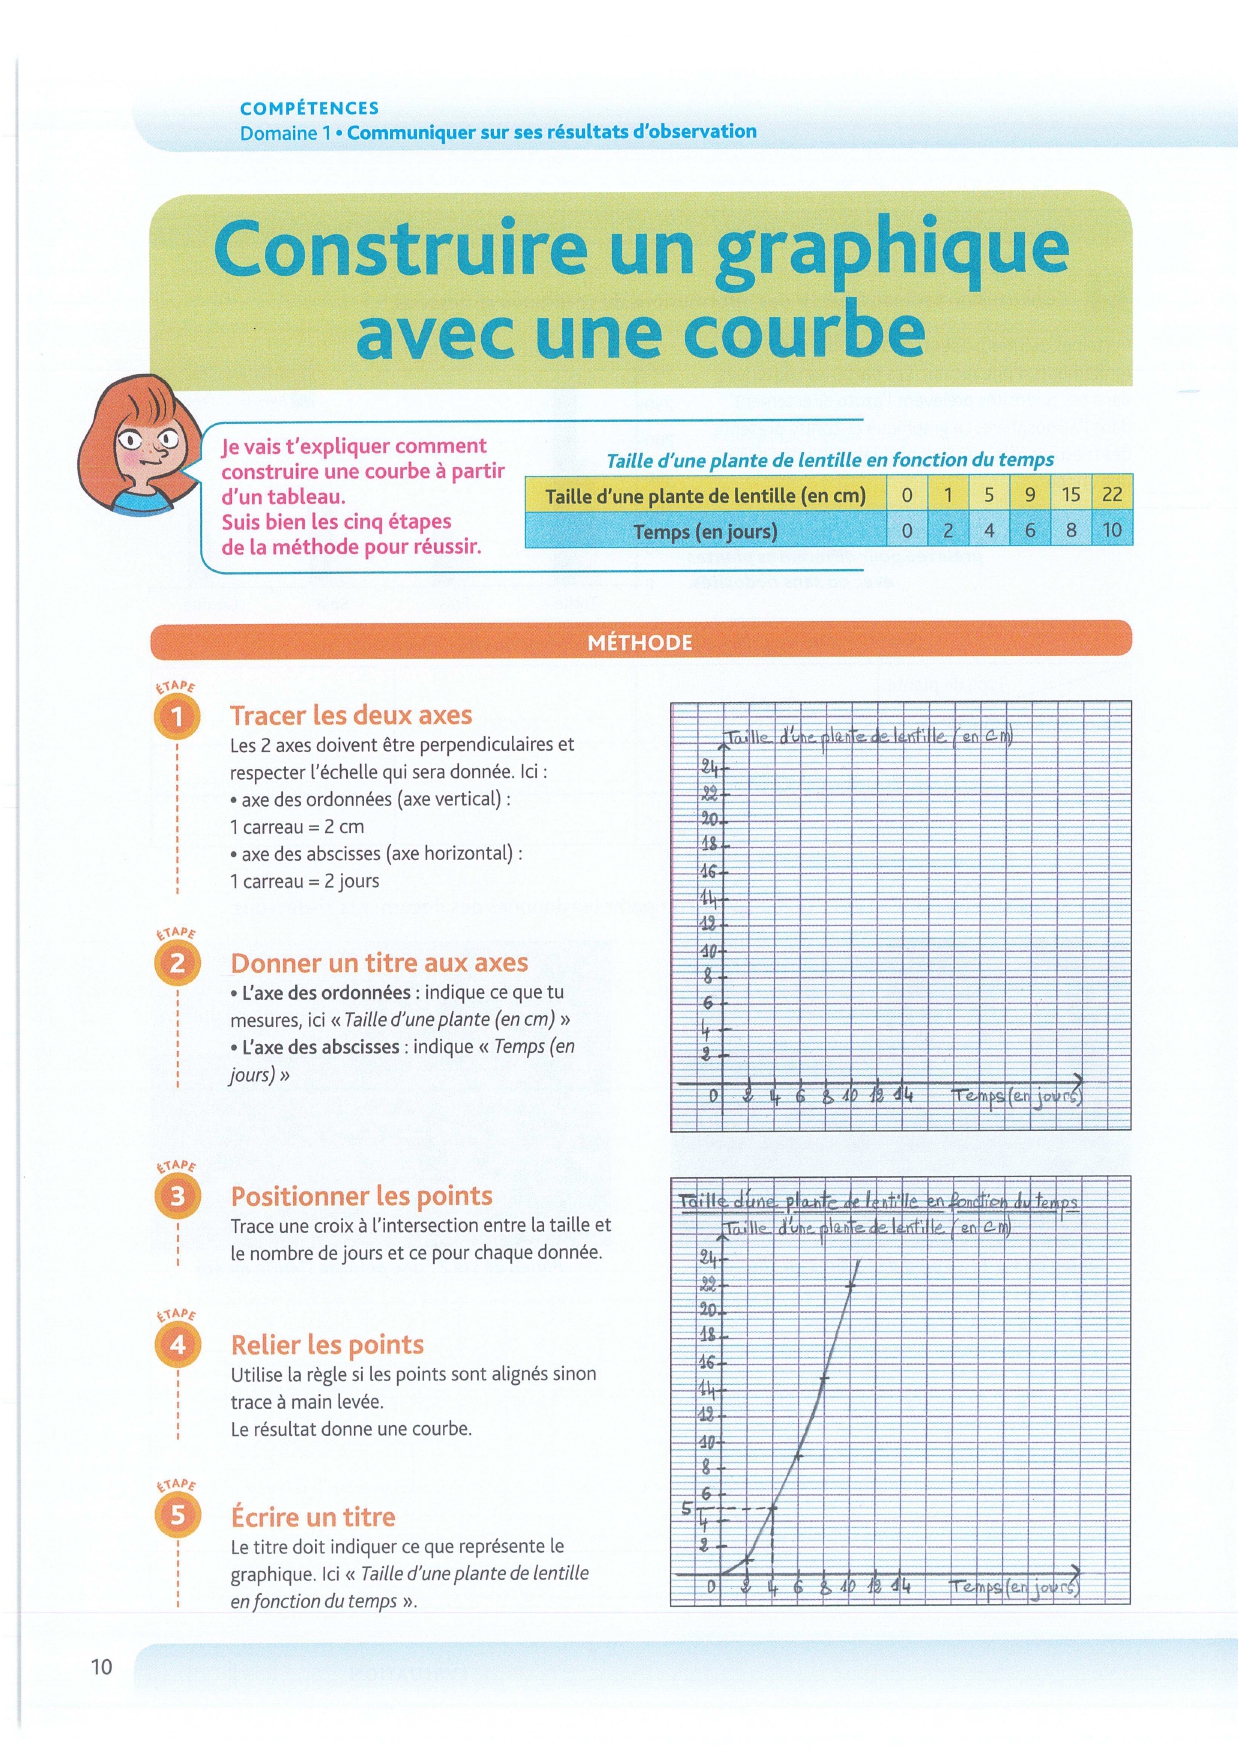 COMPÉTENCES
Domaine 1 • Communiquer sur ses résultats d'observation
Construire un graphique
avec une courbe
Je vais t'expliquer comment
construire une courbe à partir
d'un tableau.
Suis bien les cinq étapes
de la méthode pour réussir.
Taille d'une plante de lentille en fonction du temps
Taille d'une plante de lentille (en cm) 0 1 5 9 15 22
Temps (en jours) 0 2 4 6 8 10
MÉTHODE
ÉTAPE
1
Tracer les deux axes
Les 2 axes doivent être perpendiculaires et
respecter l'échelle qui sera donnée. Ici :
• axe des ordonnées (axe vertical) :
1 carreau = 2 cm
• axe des abscisses (axe horizontal) :
1 carreau = 2 jours
ÉTAPE
2
Donner un titre aux axes
• L'axe des ordonnées : indique ce que tu
mesures, ici « Taille d'une plante (en cm) »
• L'axe des abscisses : indique « Temps (en
jours) »
Taille d'une plante de lentille (en cm)
24
22
20
18
16
14
12
10
8
6
4
2
0 2 4 6 8 10 12 14 Temps (en jours)
ÉTAPE
3
Positionner les points
Trace une croix à l'intersection entre la taille et
le nombre de jours et ce pour chaque donnée.
ÉTAPE
4
Relier les points
Utilise la règle si les points sont alignés sinon
trace à main levée.
Le résultat donne une courbe.
ÉTAPE
5
Écrire un titre
Le titre doit indiquer ce que représente le
graphique. Ici « Taille d'une plante de lentille
en fonction du temps ».
Taille d'une plante de lentille en fonction du temps
Taille d'une plante de lentille (en cm)
24
22
20
18
16
14
12
10
8
6
5
4
2
0 2 4 6 8 10 12 14 Temps (en jours)
10